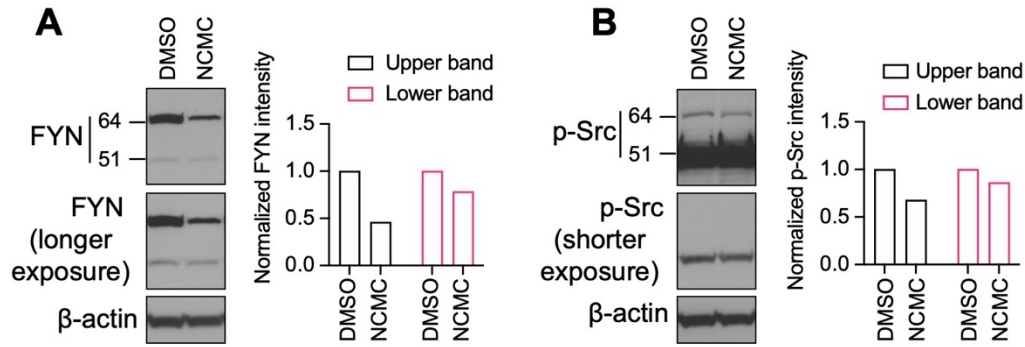 A
DMSO
NCMC
FYN
64
51
FYN
(longer
exposure)
β-actin
Upper band
Lower band
Normalized FYN intensity
1.5
1.0
0.5
0.0
DMSO
NCMC
DMSO
NCMC
B
DMSO
NCMC
p-Src
64
51
p-Src
(shorter
exposure)
β-actin
Upper band
Lower band
Normalized p-Src intensity
1.5
1.0
0.5
0.0
DMSO
NCMC
DMSO
NCMC